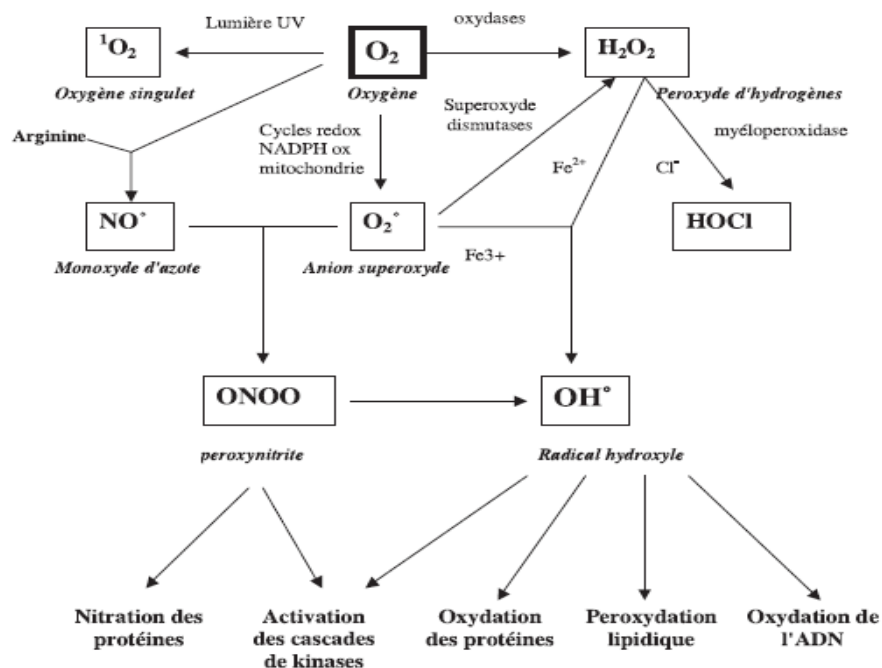 Lumière UV
oxydases
¹O₂
O₂
H₂O₂
Oxygène singulet
Oxygène
Peroxyde d'hydrogènes
Arginine
Cycles redox
NADPH ox
mitochondrie
Superoxyde
dismutases
myéloperoxidase
Fe²⁺
Cl⁻
NO°
O₂°
HOCl
Monoxyde d'azote
Anion superoxyde
Fe3+
ONOO
OH°
peroxynitrite
Radical hydroxyle
Nitration des
protéines
Activation
des cascades
de kinases
Oxydation
des protéines
Peroxydation
lipidique
Oxydation de
l'ADN